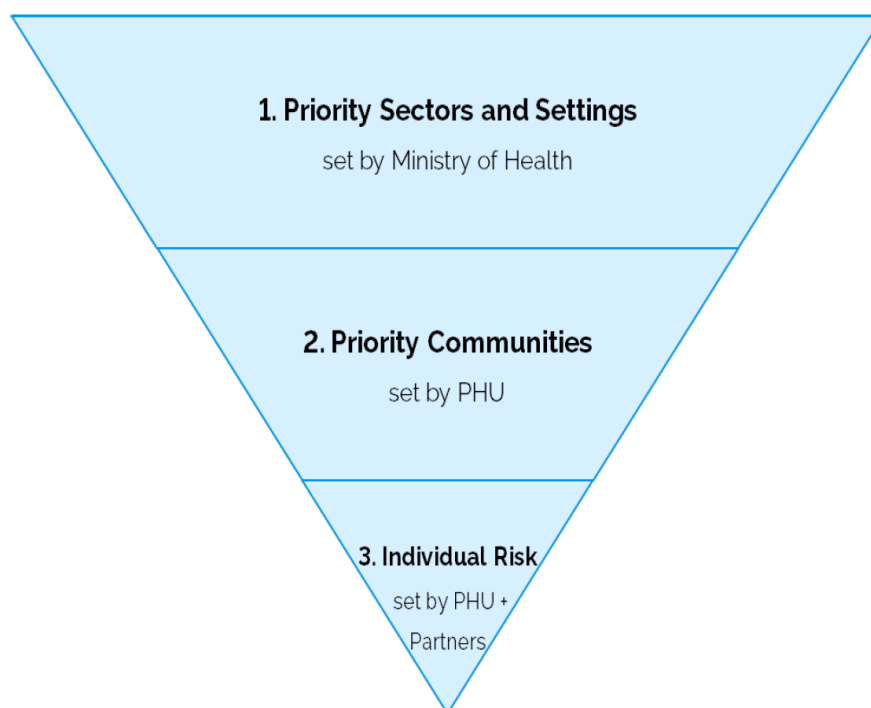 1. Priority Sectors and Settings
set by Ministry of Health
2. Priority Communities
set by PHU
3. Individual Risk
set by PHU +
Partners